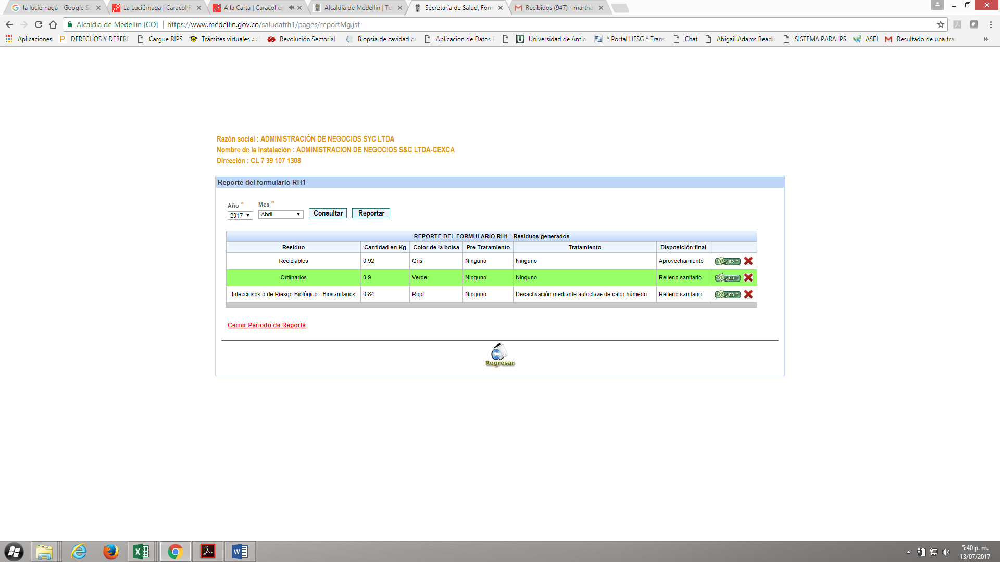 la luciernaga - Google Se
La Luciérnaga | Caracol R
A la Carta | Caracol en
Alcaldía de Medellín | Te
Secretaría de Salud, Form
Recibidos (947) - martha
Alcaldia de Medellin [CO] https://www.medellin.gov.co/saludafrh1/pages/reportMg.jsf
Aplicaciones DERECHOS Y DEBERE Cargue RIPS Trámites virtuales .::. Revolución Sectorial: Biopsia de cavidad o Aplicacion de Datos Universidad de Antio * Portal HFSG * Trans Chat Abigail Adams Readi SISTEMA PARA IPS ASEI Resultado de una tra »
Razón social : ADMINISTRACIÓN DE NEGOCIOS SYC LTDA
Nombre de la Instalación : ADMINISTRACION DE NEGOCIOS S&C LTDA-CEXCA
Dirección : CL 7 39 107 1308
Reporte del formulario RH1
Año * Mes *
2017 Abril Consultar Reportar
REPORTE DEL FORMULARIO RH1 - Residuos generados
Residuo Cantidad en Kg Color de la bolsa Pre-Tratamiento Tratamiento Disposición final
Reciclables 0.92 Gris Ninguno Ninguno Aprovechamiento EDIT
Ordinarios 0.9 Verde Ninguno Ninguno Relleno sanitario EDIT
Infecciosos o de Riesgo Biológico - Biosanitarios 0.84 Rojo Ninguno Desactivación mediante autoclave de calor húmedo Relleno sanitario EDIT
Cerrar Periodo de Reporte
Regresar
5:40 p. m.
13/07/2017